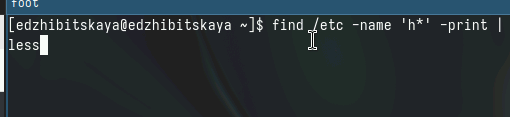 foot
[edzhibitskaya@edzhibitskaya ~]$ find /etc -name 'h*' -print |
less